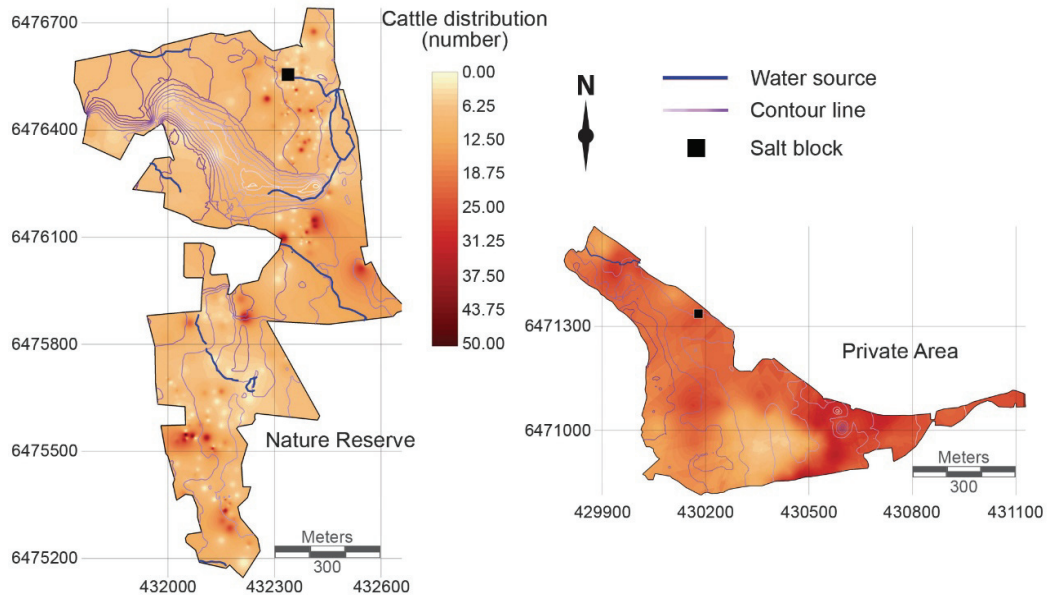 Cattle distribution
(number)
0.00
6.25
12.50
18.75
25.00
31.25
37.50
43.75
50.00
N
Water source
Contour line
Salt block
6476700
6476400
6476100
6475800
6475500
6475200
432000
432300
432600
Nature Reserve
Meters
300
Private Area
6471300
6471000
429900
430200
430500
430800
431100
Meters
300